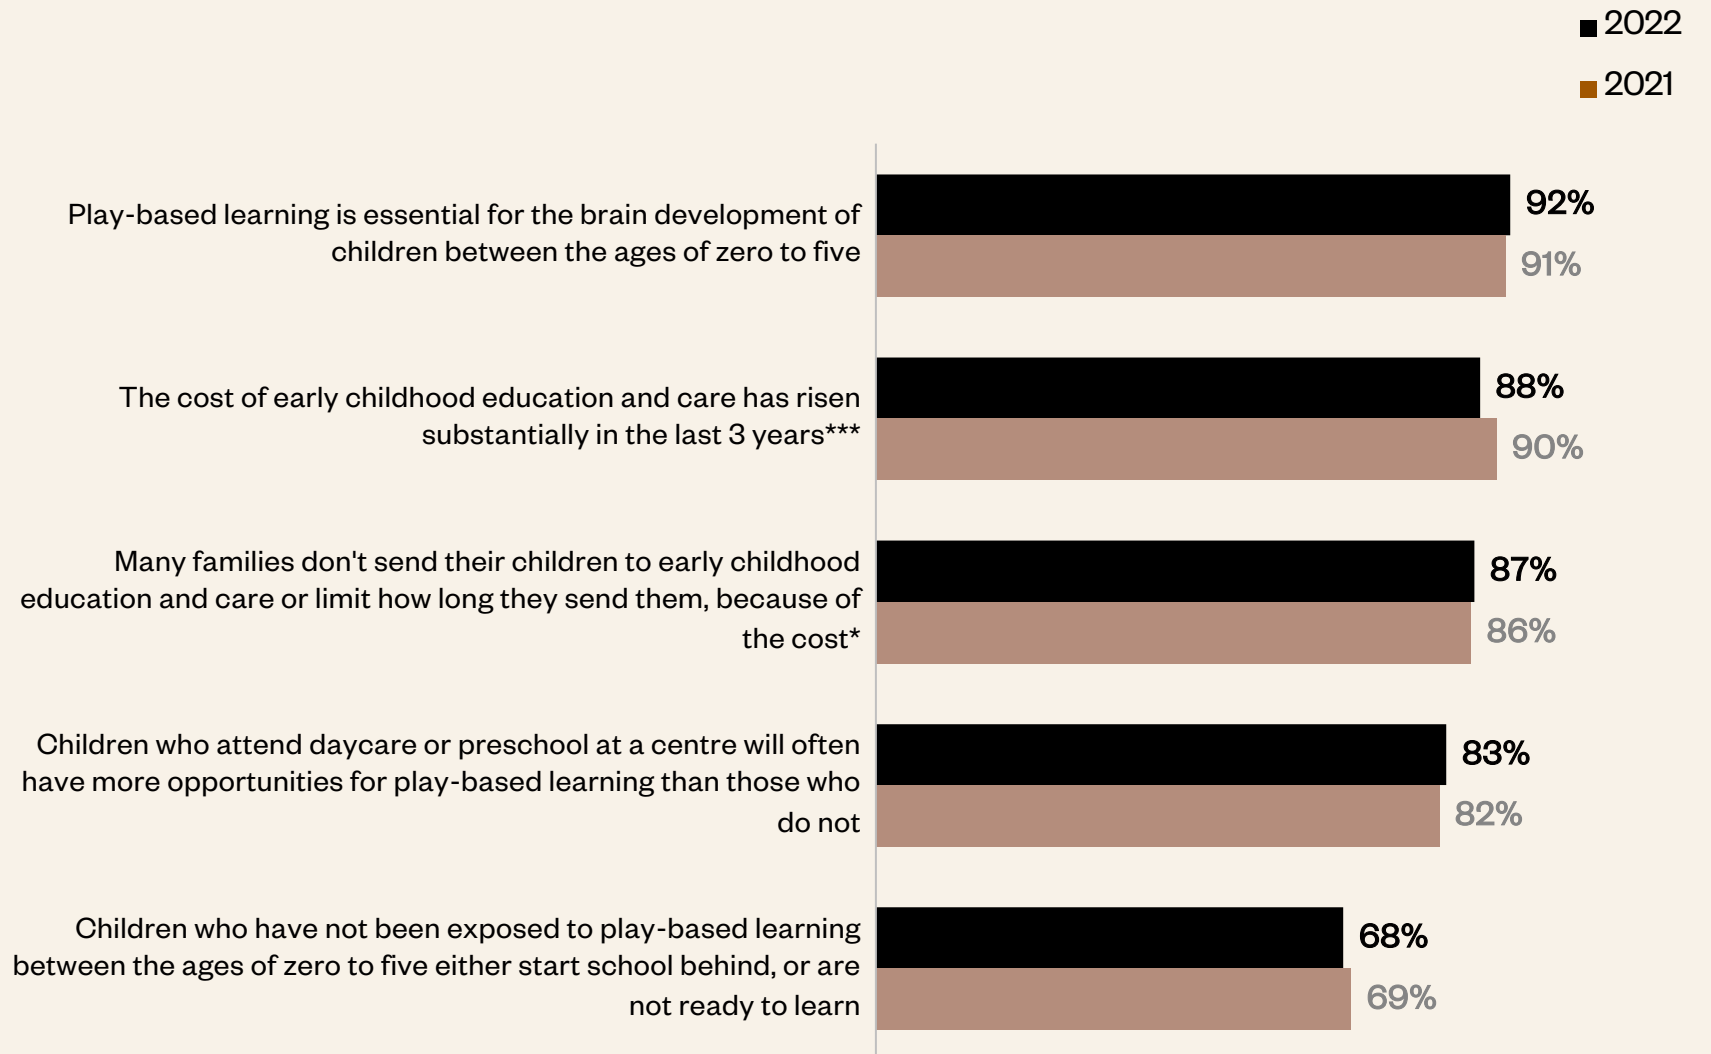 2022
2021
Play-based learning is essential for the brain development of
children between the ages of zero to five
92%
91%
The cost of early childhood education and care has risen
substantially in the last 3 years***
88%
90%
Many families don't send their children to early childhood
education and care or limit how long they send them, because of
the cost*
87%
86%
Children who attend daycare or preschool at a centre will often
have more opportunities for play-based learning than those who
do not
83%
82%
Children who have not been exposed to play-based learning
between the ages of zero to five either start school behind, or are
not ready to learn
68%
69%